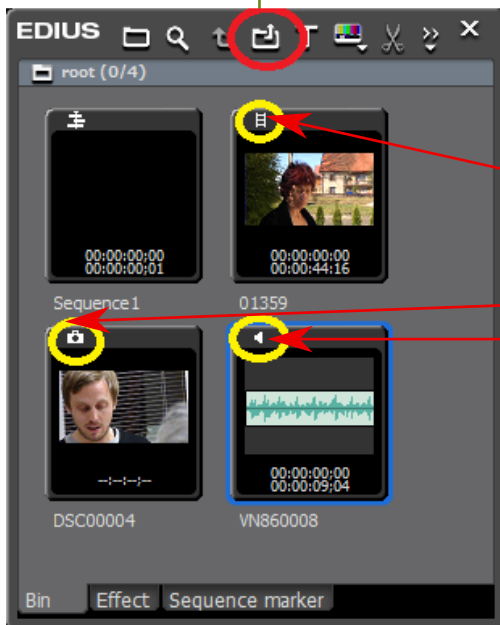 EDIUS
root (0/4)
00:00:00;00
00:00:00;01
00:00:00:00
00:00:44:16
Sequence1
01359
--:--:--;--
00:00:00;00
00:00:09;04
DSC00004
VN860008
Bin
Effect
Sequence marker